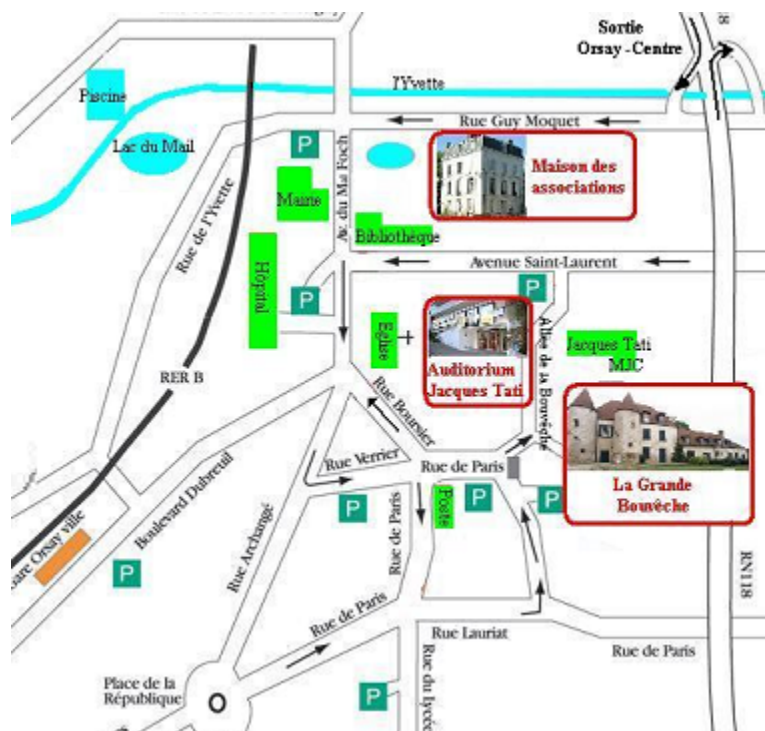 Sortie
Orsay-Centre
Piscine
l'Yvette
Rue Guy Moquet
Lac du Mail
P
Maison des
associations
Av. du Mal Foch
Mairie
Rue de l'Yvette
Bibliothèque
Avenue Saint-Laurent
Hôpital
P
P
Eglise
Auditorium
Jacques Tati
Allée de la Bouvêche
Jacques Tati
MJC
RER B
Rue Boursier
La Grande
Bouvêche
Rue Verrier
Rue de Paris
Poste
P
P
P
Boulevard Dubreuil
Rue Archangé
Rue de Paris
Orsay ville
P
RN118
Rue de Paris
Rue Lauriat
Rue de Paris
Rue du Lycée
Place de la
République
P